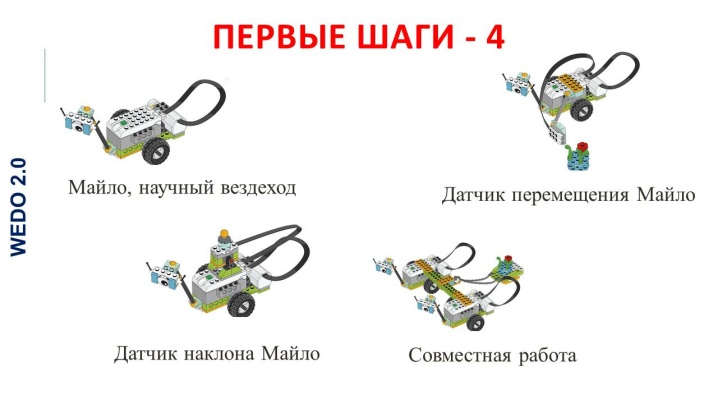 ПЕРВЫЕ ШАГИ - 4
WEDO 2.0
Майло, научный вездеход
Датчик перемещения Майло
Датчик наклона Майло
Совместная работа